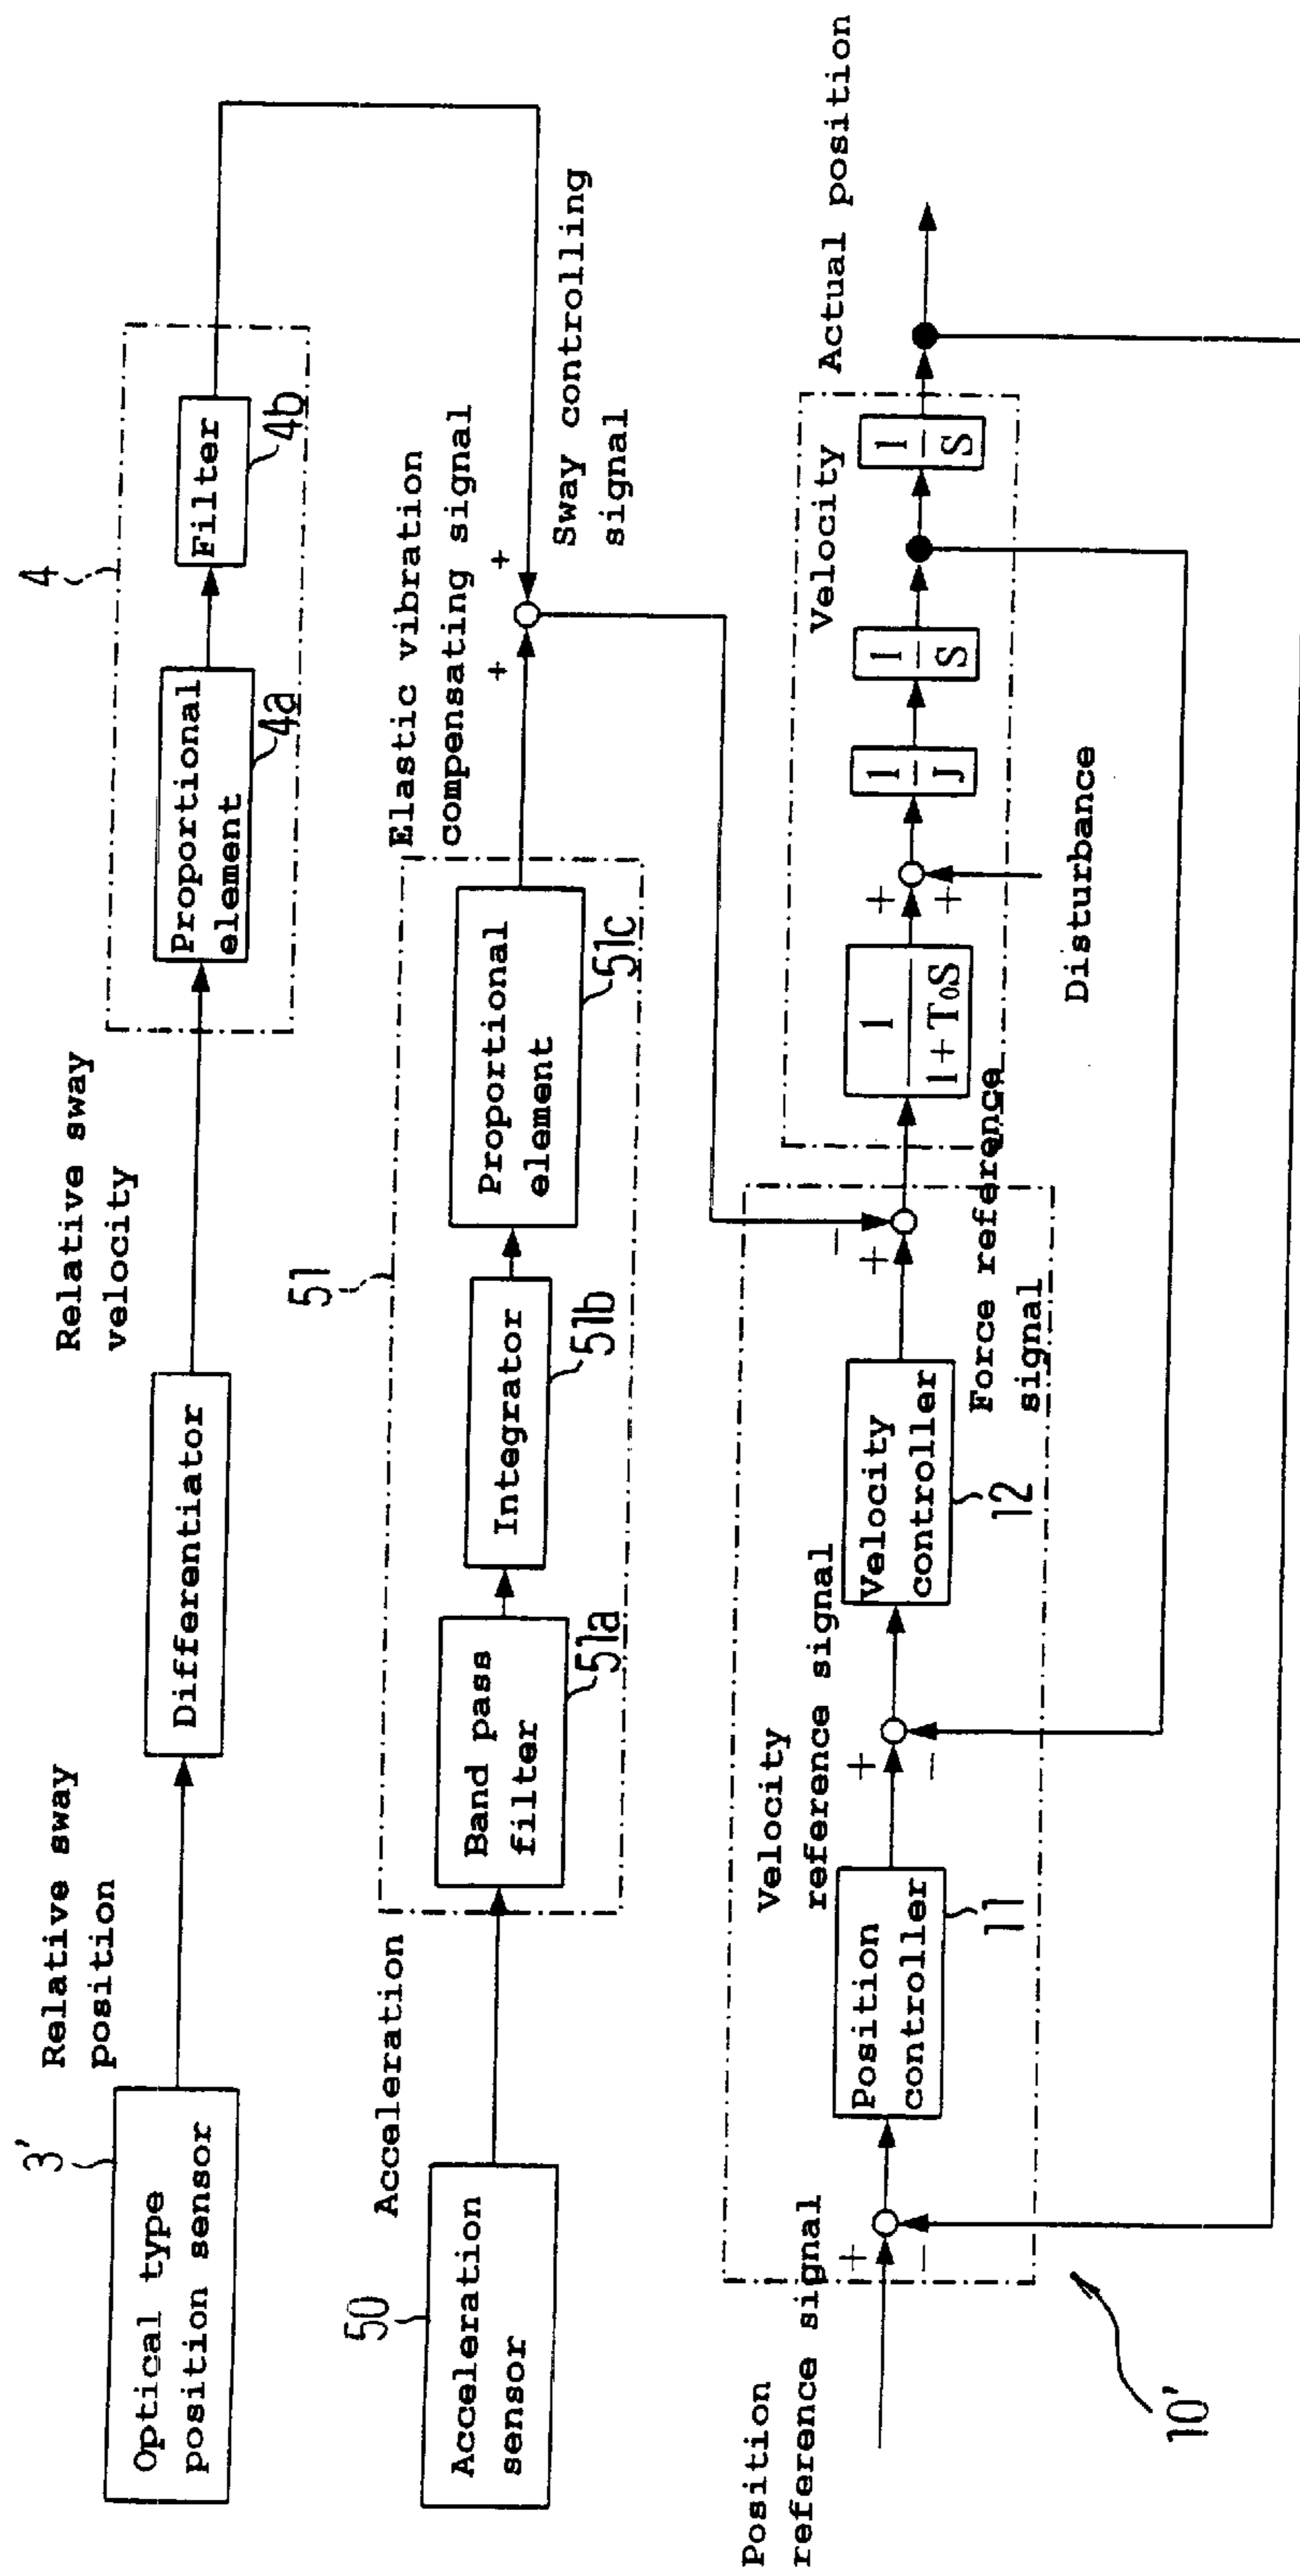 3'
Optical type
position sensor
Relative sway
position
Differentiator
Relative sway
velocity
4
Proportional
element
4a
Filter
4b
50
Acceleration
sensor
Acceleration
51
Band pass
filter
51a
Integrator
51b
Proportional
element
51c
Elastic vibration
compensating signal
+
+
Sway controlling
signal
Position
reference signal
+
−
Position
controller
11
Velocity
reference signal
+
−
Velocity
controller
12
−
+
Force reference
signal
1
1+T₀S
+
+
Disturbance
1
J
1
S
Velocity
1
S
Actual position
10'